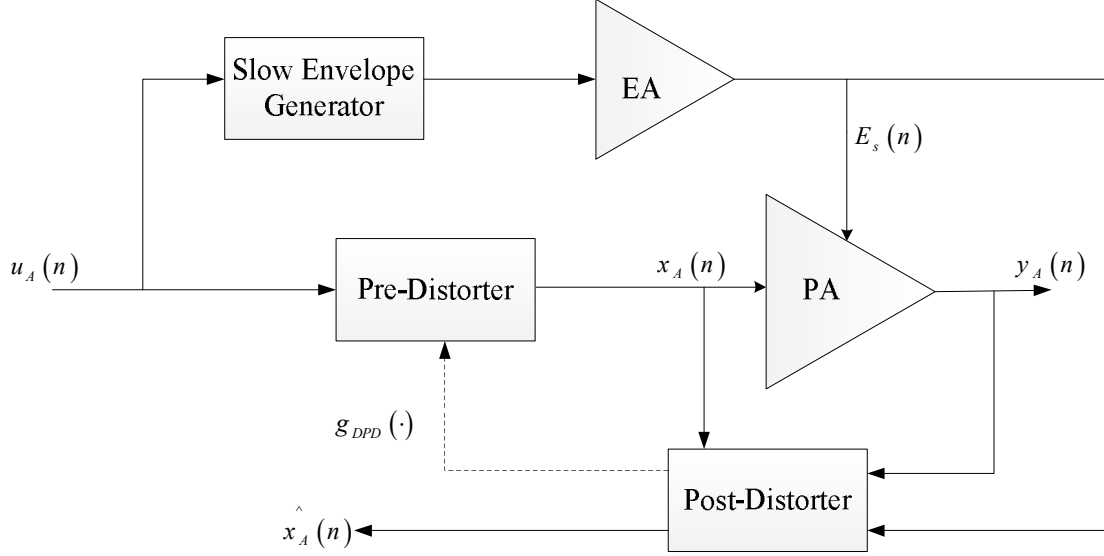 Slow Envelope
Generator
EA
E_s(n)
u_A(n)
Pre-Distorter
x_A(n)
PA
y_A(n)
g_DPD(·)
Post-Distorter
x̂_A(n)